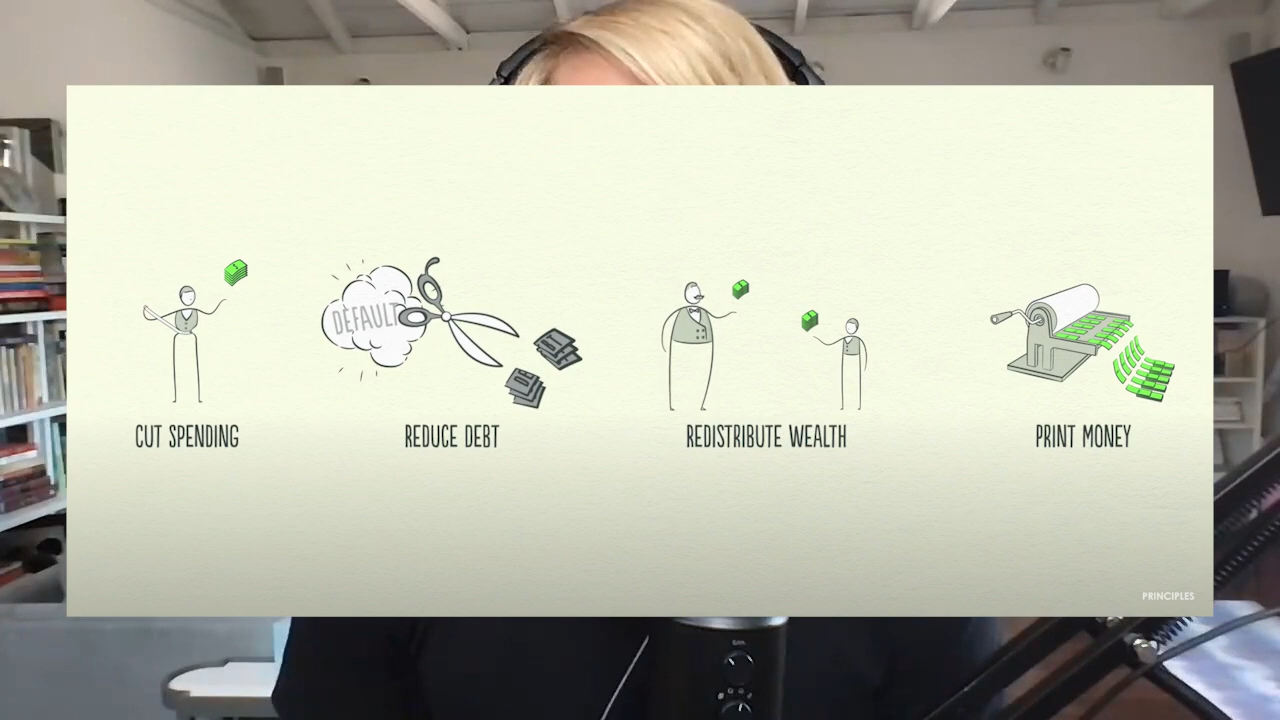 DEFAULT
CUT SPENDING
REDUCE DEBT
REDISTRIBUTE WEALTH
PRINT MONEY
PRINCIPLES